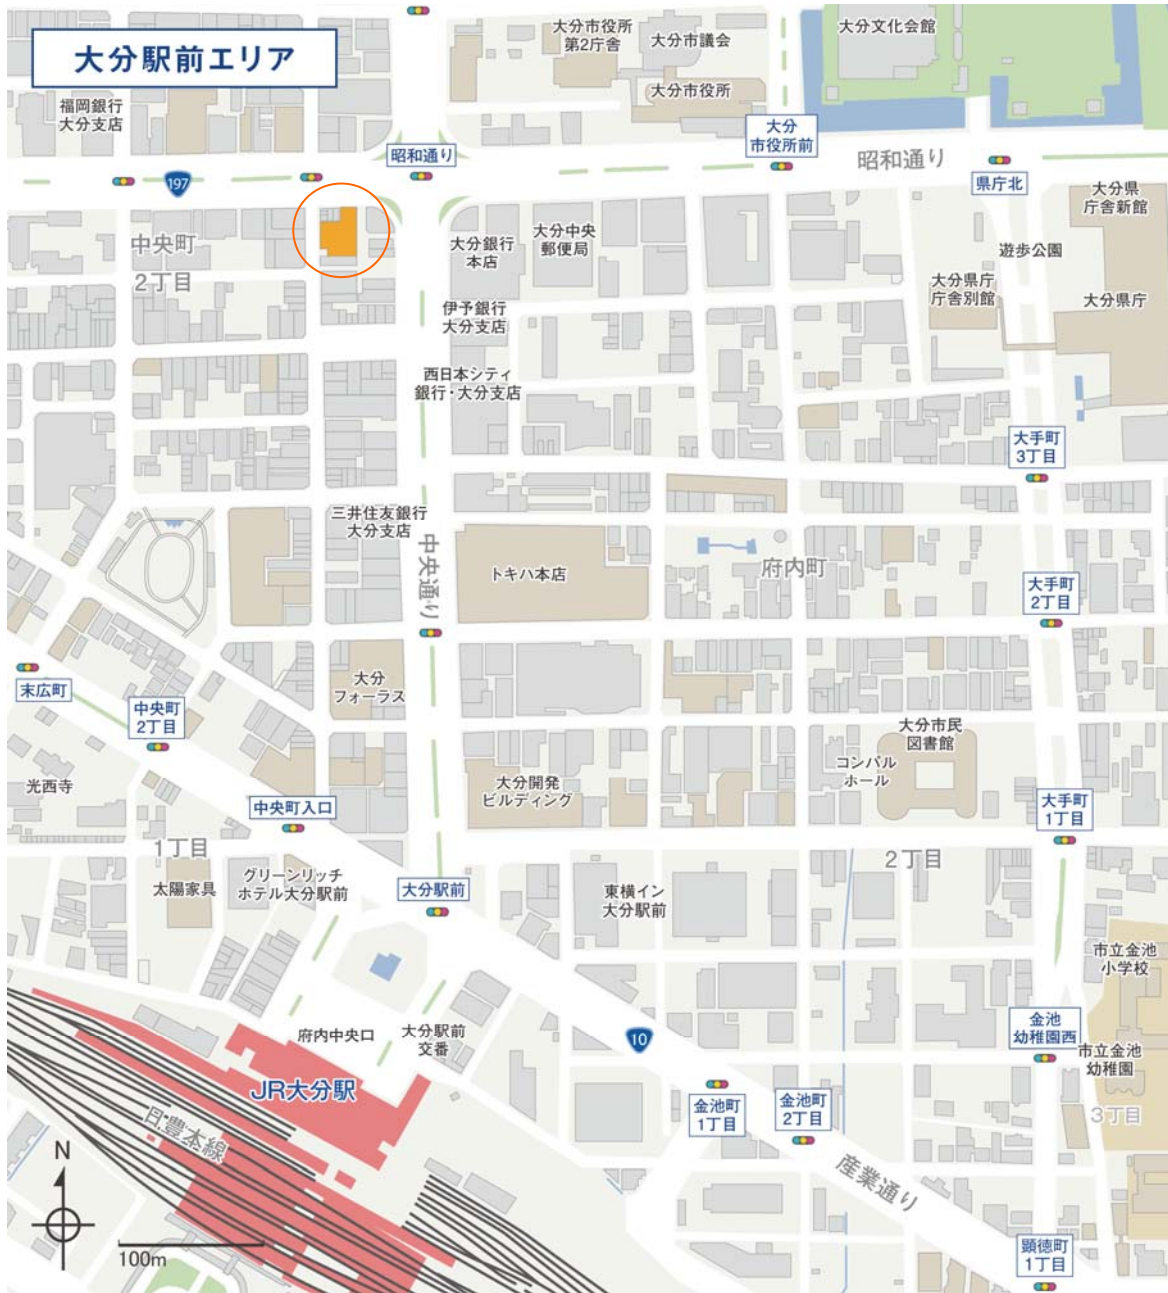 大分駅前エリア
福岡銀行
大分支店
大分市役所
第2庁舎
大分市議会
大分市役所
大分文化会館
昭和通り
大分
市役所前
昭和通り
県庁北
197
大分県
庁舎新館
中央町
2丁目
大分銀行
本店
大分中央
郵便局
遊歩公園
大分県庁
庁舎別館
大分県庁
伊予銀行
大分支店
西日本シティ
銀行・大分支店
大手町
3丁目
三井住友銀行
大分支店
中央通り
トキハ本店
府内町
大手町
2丁目
末広町
中央町
2丁目
大分
フォーラス
大分市民
図書館
コンパル
ホール
光西寺
大分開発
ビルディング
中央町入口
大手町
1丁目
1丁目
2丁目
太陽家具
グリーンリッチ
ホテル大分駅前
大分駅前
東横イン
大分駅前
市立金池
小学校
府内中央口
大分駅前
交番
10
金池
幼稚園西
市立金池
幼稚園
JR大分駅
金池町
1丁目
金池町
2丁目
3丁目
日豊本線
産業通り
N
100m
顕徳町
1丁目